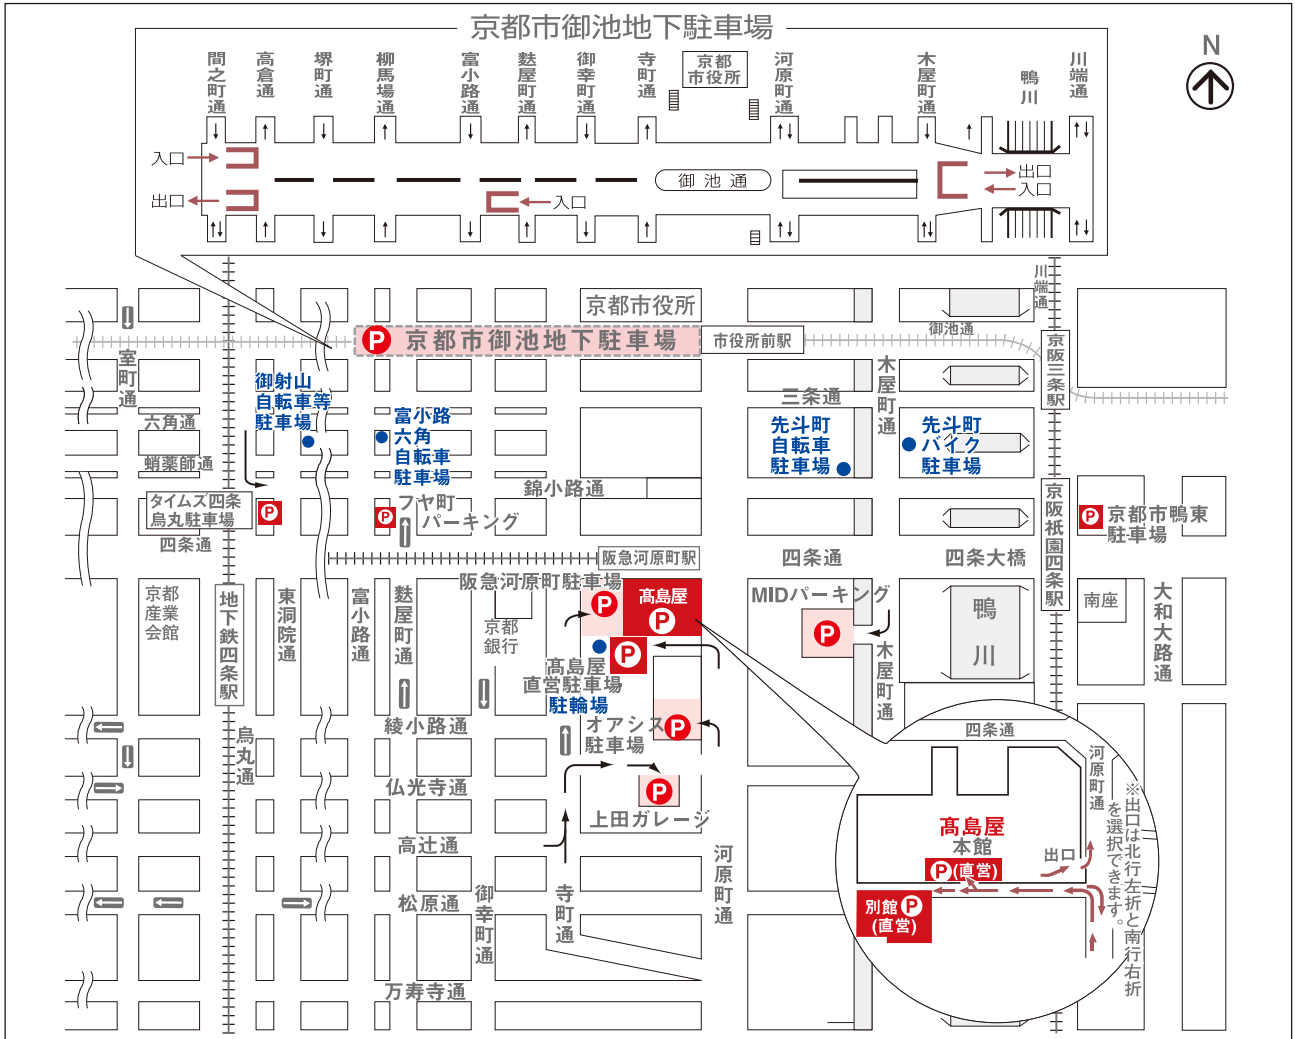 京都市御池地下駐車場
N
間之町通
高倉通
堺町通
柳馬場通
富小路通
麩屋町通
御幸町通
寺町通
京都
市役所
河原町通
木屋町通
鴨川
川端通
入口
出口
入口
御池通
出口
入口
川端通
京都市役所
P
京都市御池地下駐車場
市役所前駅
御池通
京阪三条駅
室町通
御射山
自転車等
駐車場
富小路
六角
自転車
駐車場
三条通
木屋町通
先斗町
自転車
駐車場
先斗町
バイク
駐車場
六角通
蛸薬師通
タイムズ四条
烏丸駐車場
P
P
フヤ町
パーキング
錦小路通
京阪祇園四条駅
P
京都市鴨東
駐車場
四条通
阪急河原町駅
四条通
四条大橋
京都
産業
会館
地下鉄四条駅
東洞院通
富小路通
麩屋町通
阪急河原町駐車場
P
髙島屋
P
京都
銀行
P
髙島屋
直営駐車場
駐輪場
MIDパーキング
P
木屋町通
鴨川
南座
大和大路通
綾小路通
オアシス
駐車場
P
烏丸通
仏光寺通
P
上田ガレージ
高辻通
河原町通
松原通
御幸町通
寺町通
万寿寺通
四条通
河原町通
髙島屋
本館
P(直営)
出口
別館P
(直営)
※出口は北行左折と南行右折
を選択できます。